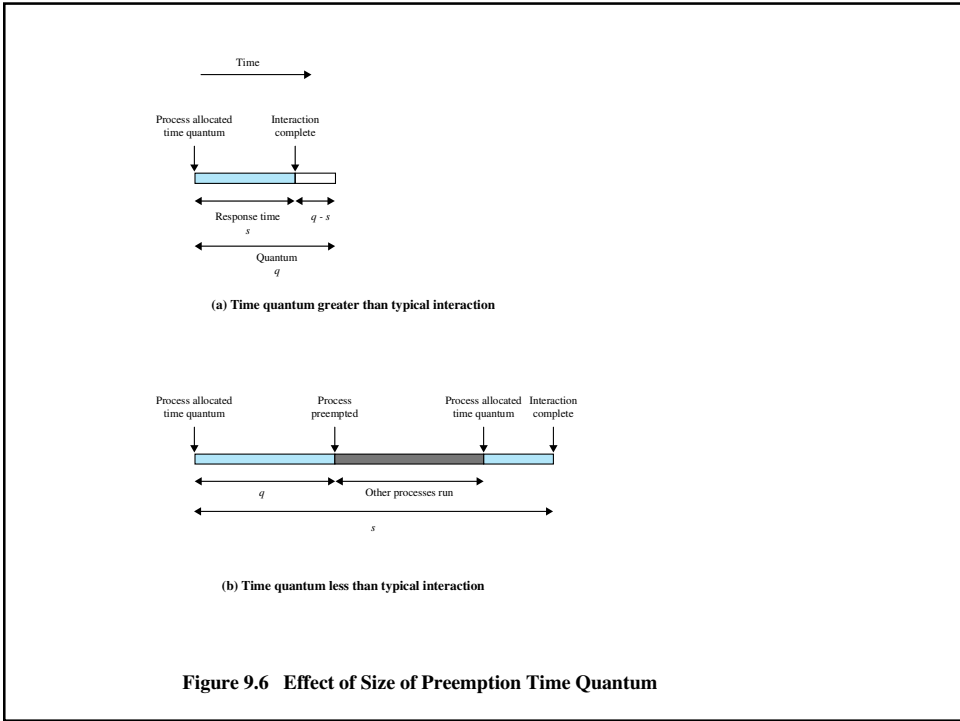 Time
Process allocated
time quantum
Interaction
complete
Response time
s
q - s
Quantum
q
(a) Time quantum greater than typical interaction
Process allocated
time quantum
Process
preempted
Process allocated
time quantum
Interaction
complete
q
Other processes run
s
(b) Time quantum less than typical interaction
Figure 9.6 Effect of Size of Preemption Time Quantum